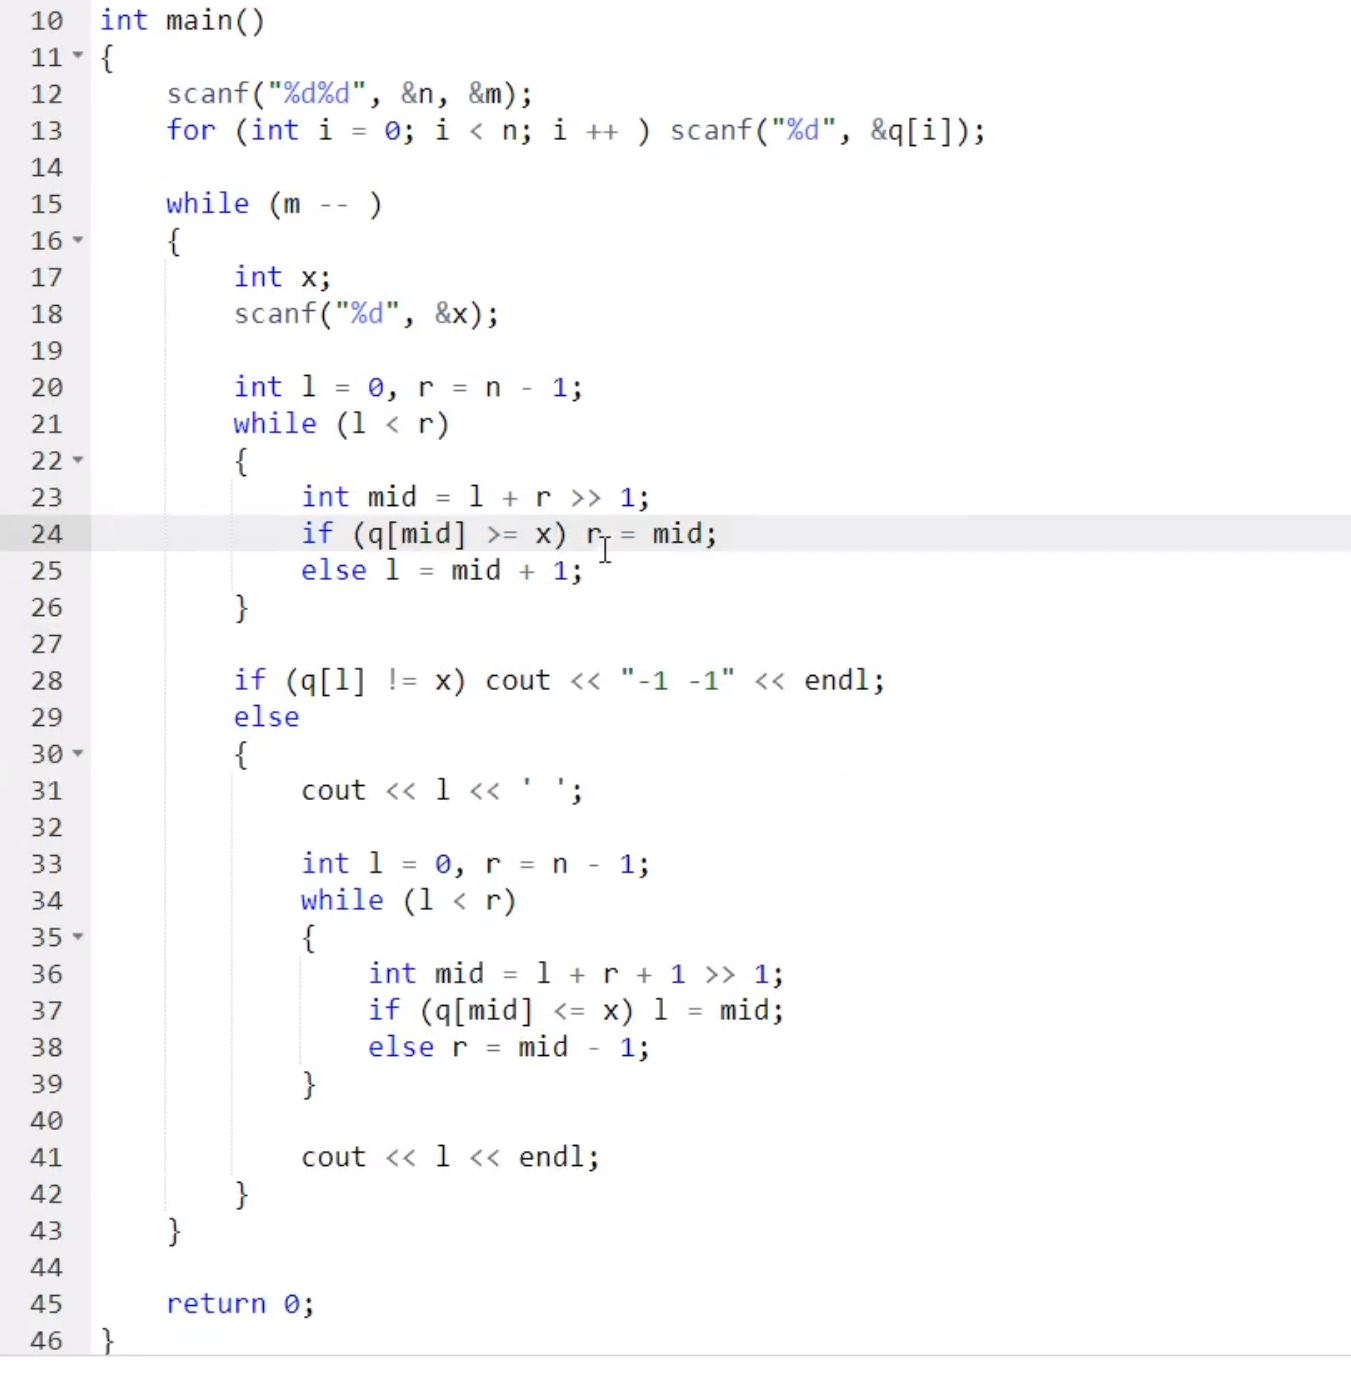 10 int main()
11 {
12     scanf("%d%d", &n, &m);
13     for (int i = 0; i < n; i ++ ) scanf("%d", &q[i]);
14
15     while (m -- )
16     {
17         int x;
18         scanf("%d", &x);
19
20         int l = 0, r = n - 1;
21         while (l < r)
22         {
23             int mid = l + r >> 1;
24             if (q[mid] >= x) r = mid;
25             else l = mid + 1;
26         }
27
28         if (q[l] != x) cout << "-1 -1" << endl;
29         else
30         {
31             cout << l << ' ';
32
33             int l = 0, r = n - 1;
34             while (l < r)
35             {
36                 int mid = l + r + 1 >> 1;
37                 if (q[mid] <= x) l = mid;
38                 else r = mid - 1;
39             }
40
41             cout << l << endl;
42         }
43     }
44
45     return 0;
46 }